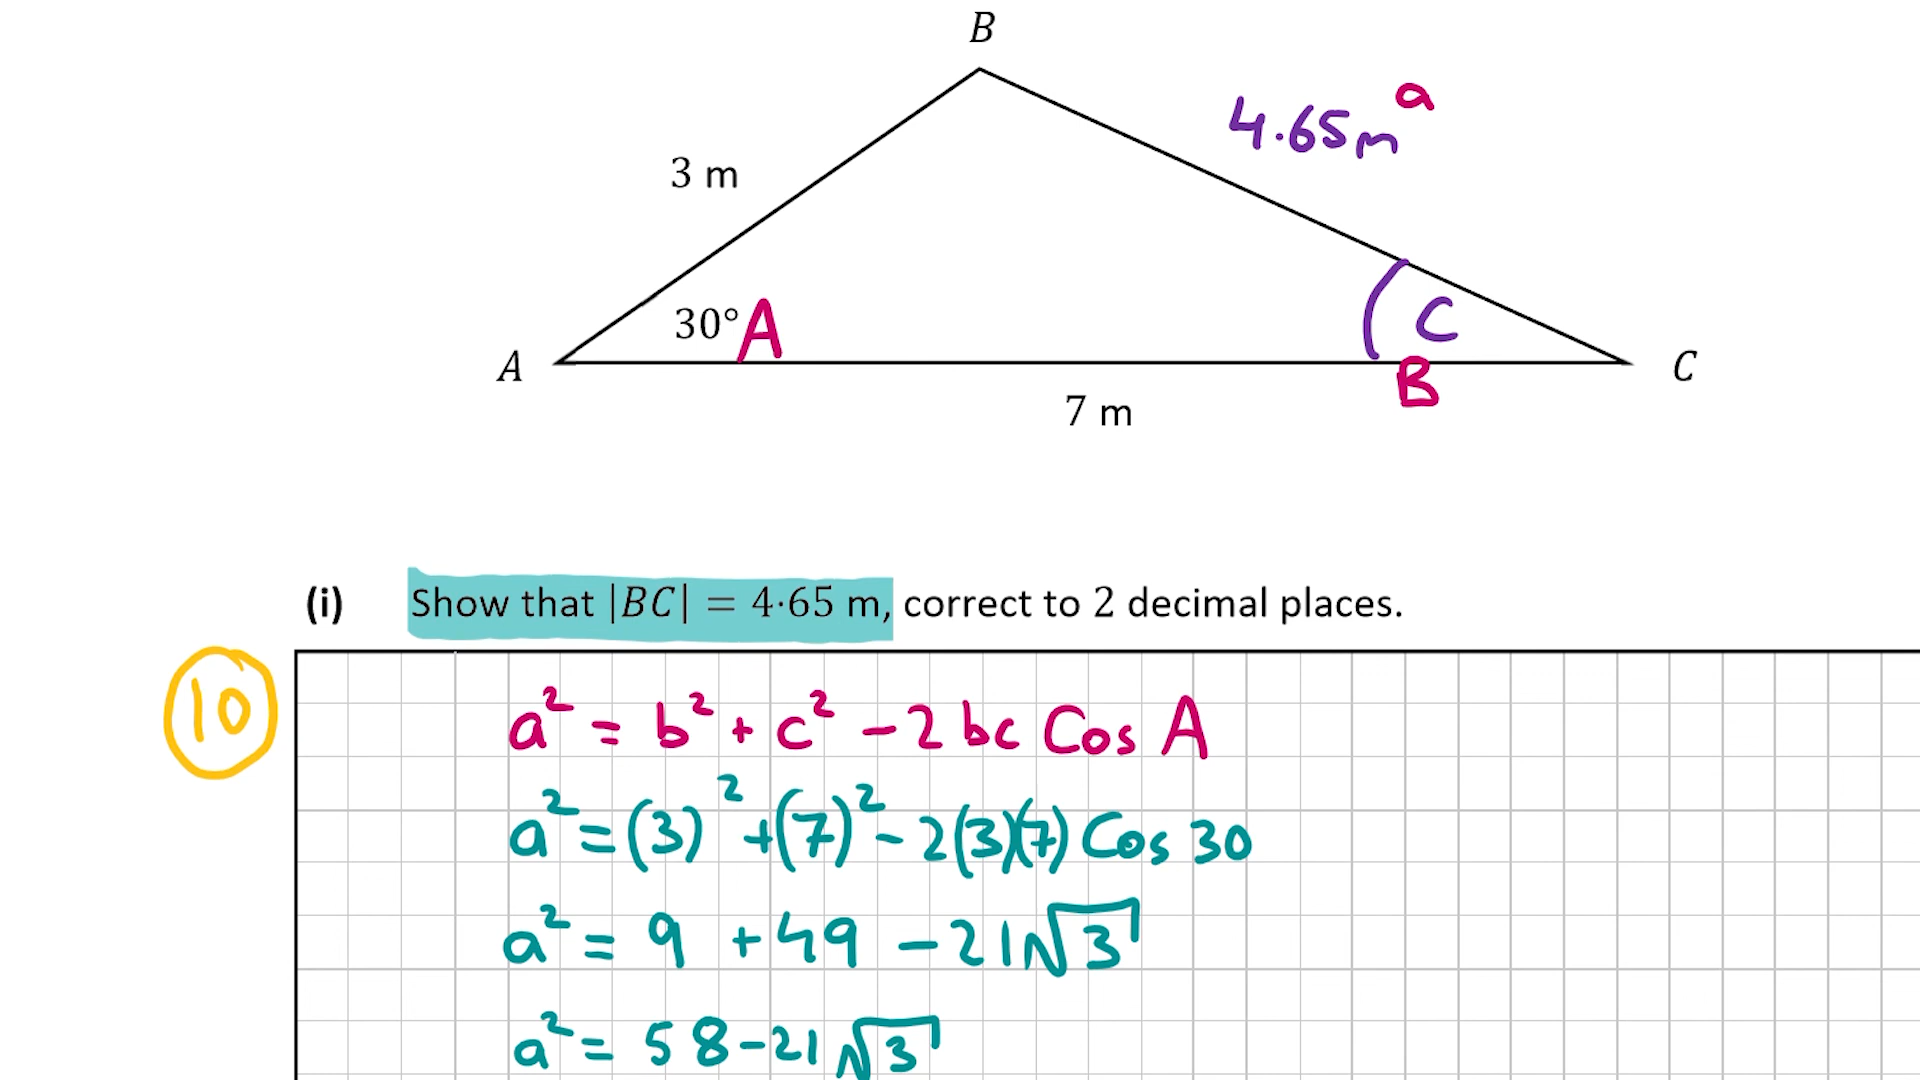 B
4.65m a
3 m
30° A
C
A
B
C
7 m
(i) Show that |BC| = 4·65 m, correct to 2 decimal places.
10
a² = b² + c² - 2bc Cos A
a² = (3)² + (7)² - 2(3)(7) Cos 30
a² = 9 + 49 - 21√3
a² = 58 - 21√3